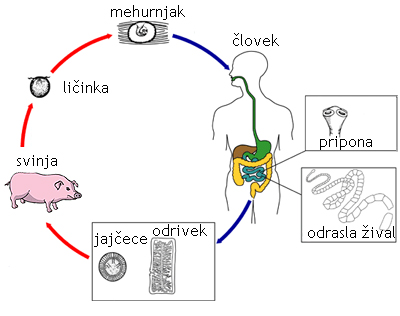 mehurnjak
človek
ličinka
pripona
svinja
odrasla žival
jajčece
odrivek